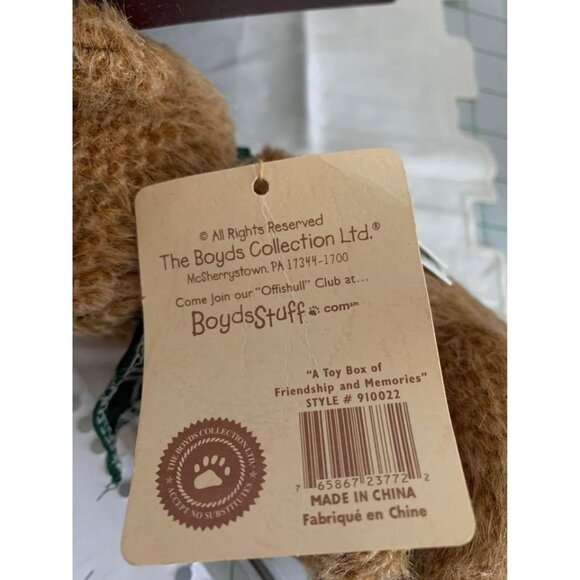 © All Rights Reserved
The Boyds Collection Ltd.®
McSherrystown, PA 17344-1700
Come Join our "Offishull" Club at...
BoydsStuff.com℠
"A Toy Box of
Friendship and Memories"
STYLE # 910022
7 65867 23772 2
MADE IN CHINA
Fabriqué en Chine
THE BOYDS COLLECTION LTD.
ACCEPT NO SUBSTITUTES